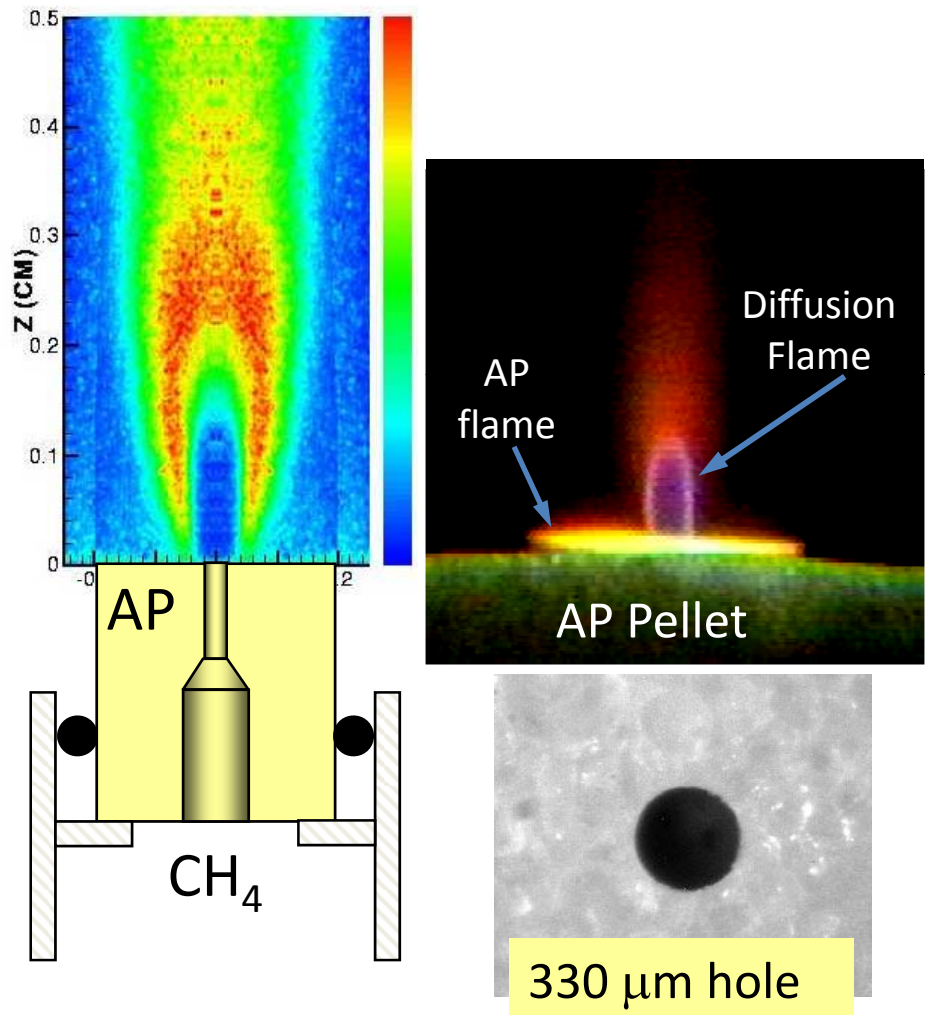 0.5
0.4
0.3
0.2
0.1
0
Z (CM)
-0
.2
AP
CH4
Diffusion
Flame
AP
flame
AP Pellet
330 μm hole